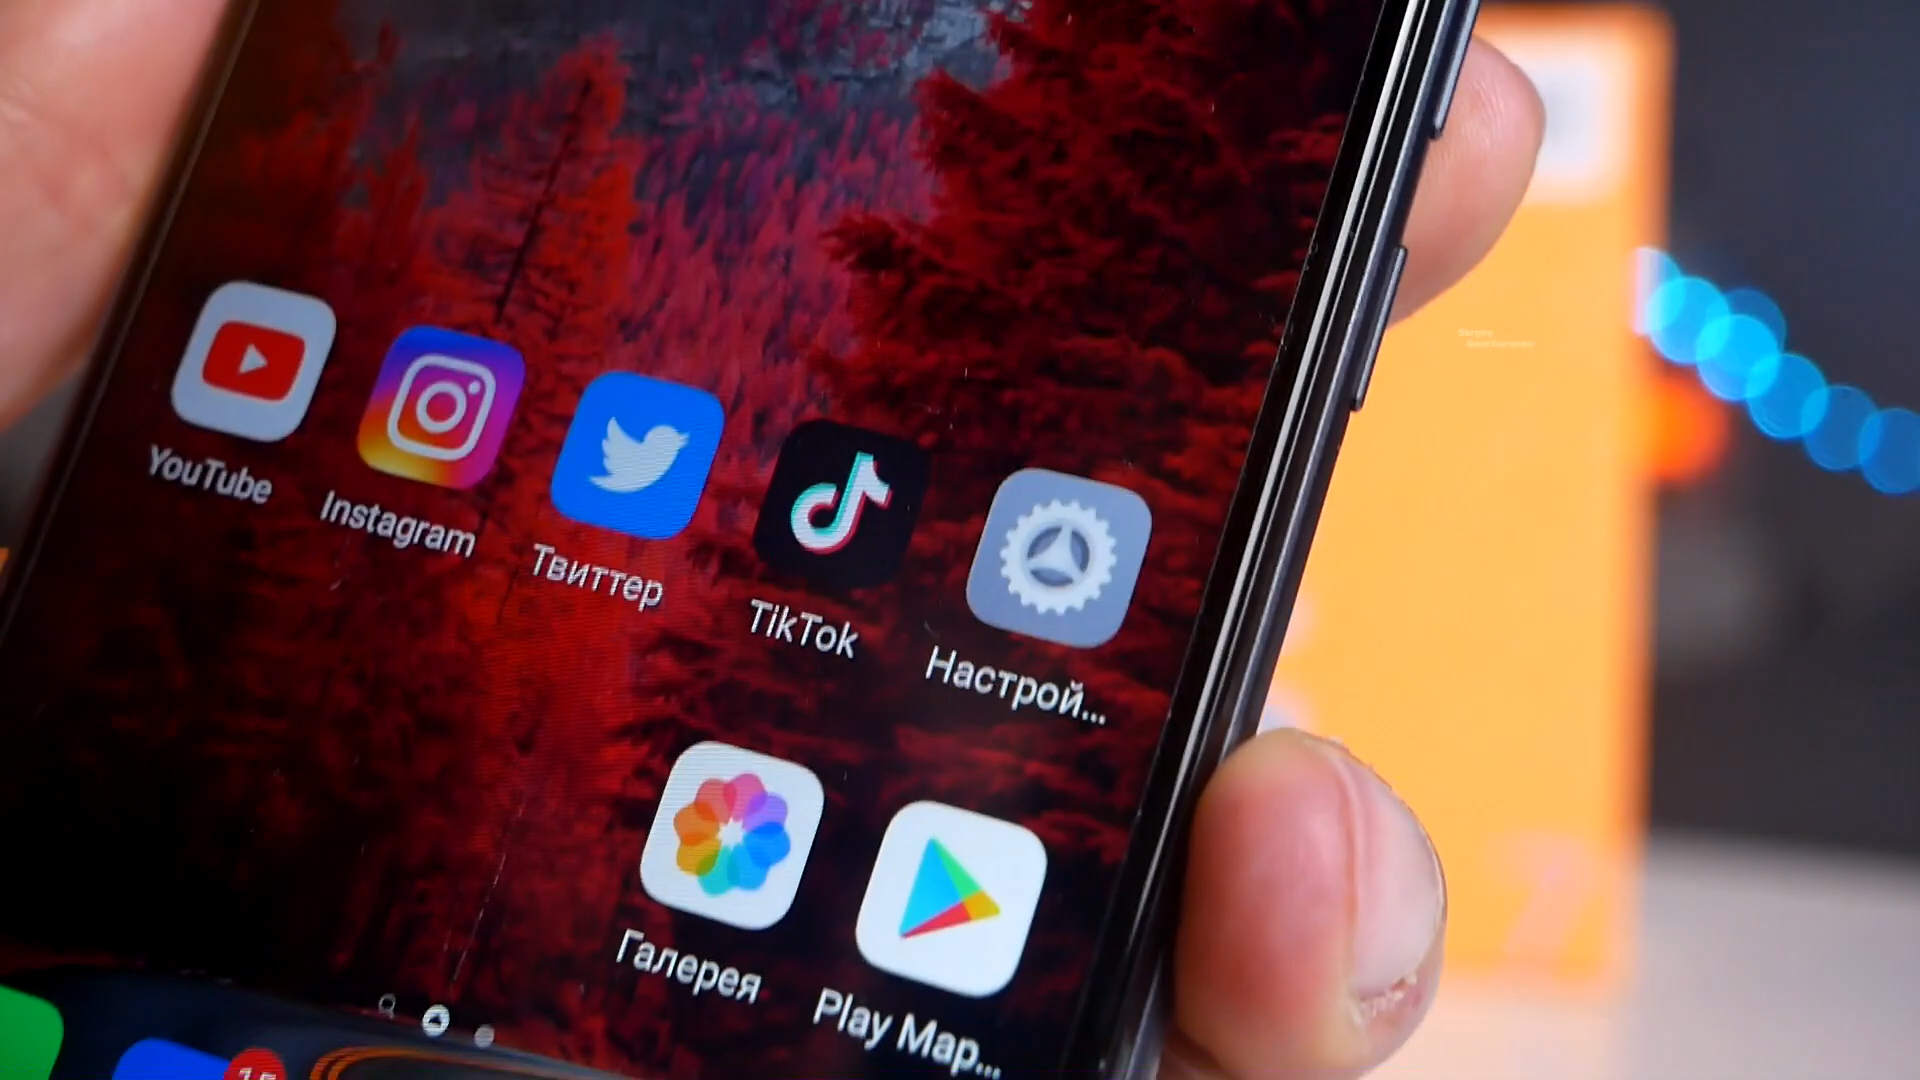 YouTube
Instagram
Твиттер
TikTok
Настрой...
Галерея
Play Мар...